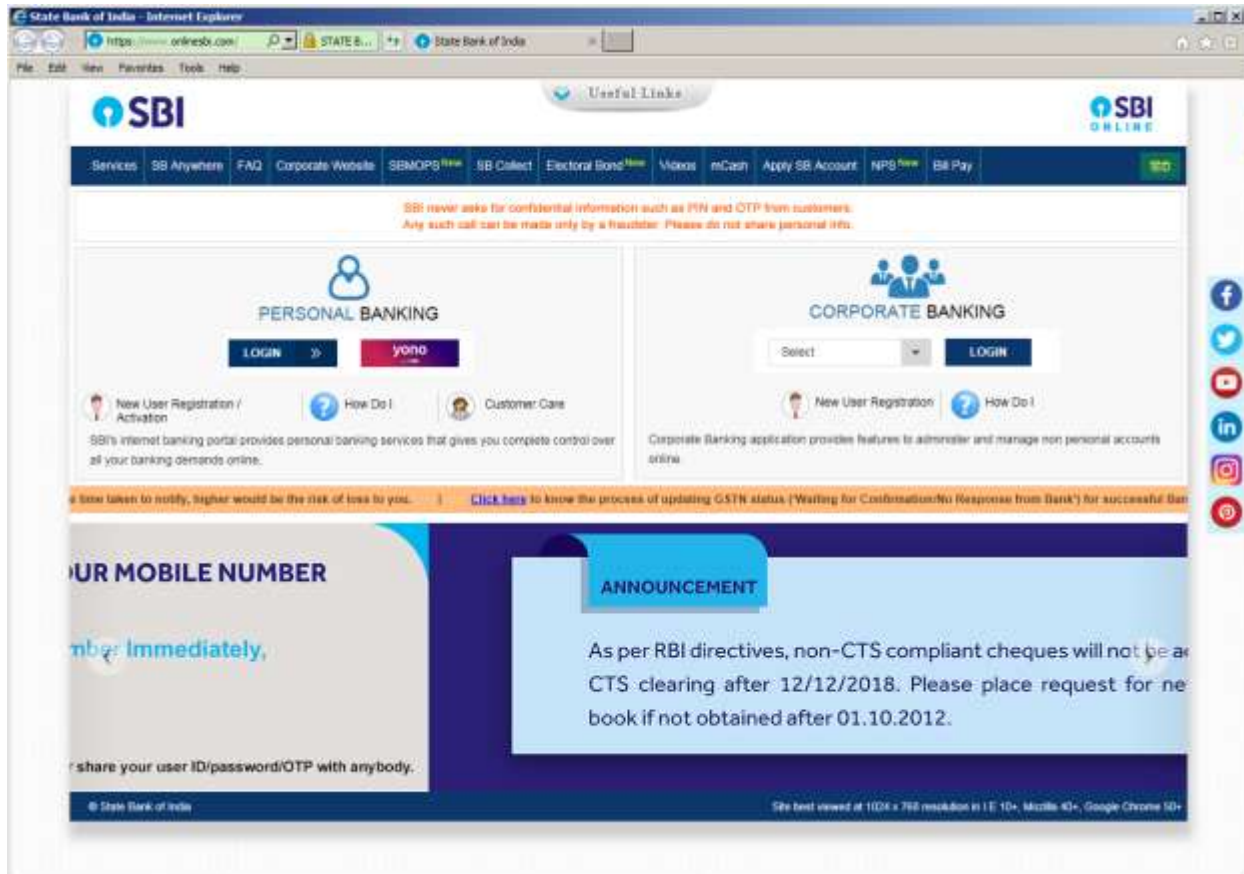 State Bank of India - Internet Explorer
https://www.onlinesbi.com/ STATE B... State Bank of India
File Edit View Favorites Tools Help
Useful Links
SBI
SBI
ONLINE
Services SB Anywhere FAQ Corporate Website SBMOPS New SB Collect Electoral Bond New Videos mCash Apply SB Account NPS New Bill Pay
SBI never asks for confidential information such as PIN and OTP from customers.
Any such call can be made only by a fraudster. Please do not share personal info.
PERSONAL BANKING
LOGIN »
yono
New User Registration /
Activation
How Do I
Customer Care
SBI's internet banking portal provides personal banking services that gives you complete control over
all your banking demands online.
CORPORATE BANKING
Select
LOGIN
New User Registration
How Do I
Corporate Banking application provides features to administer and manage non personal accounts
online.
e time taken to notify, higher would be the risk of loss to you. | Click here to know the process of updating GSTN status ('Waiting for Confirmation/No Response from Bank') for successful Ban
OUR MOBILE NUMBER
mber Immediately,
r share your user ID/password/OTP with anybody.
ANNOUNCEMENT
As per RBI directives, non-CTS compliant cheques will not be ac
CTS clearing after 12/12/2018. Please place request for ne
book if not obtained after 01.10.2012.
© State Bank of India
Site best viewed at 1024 x 768 resolution in I.E 10+, Mozilla 40+, Google Chrome 50+